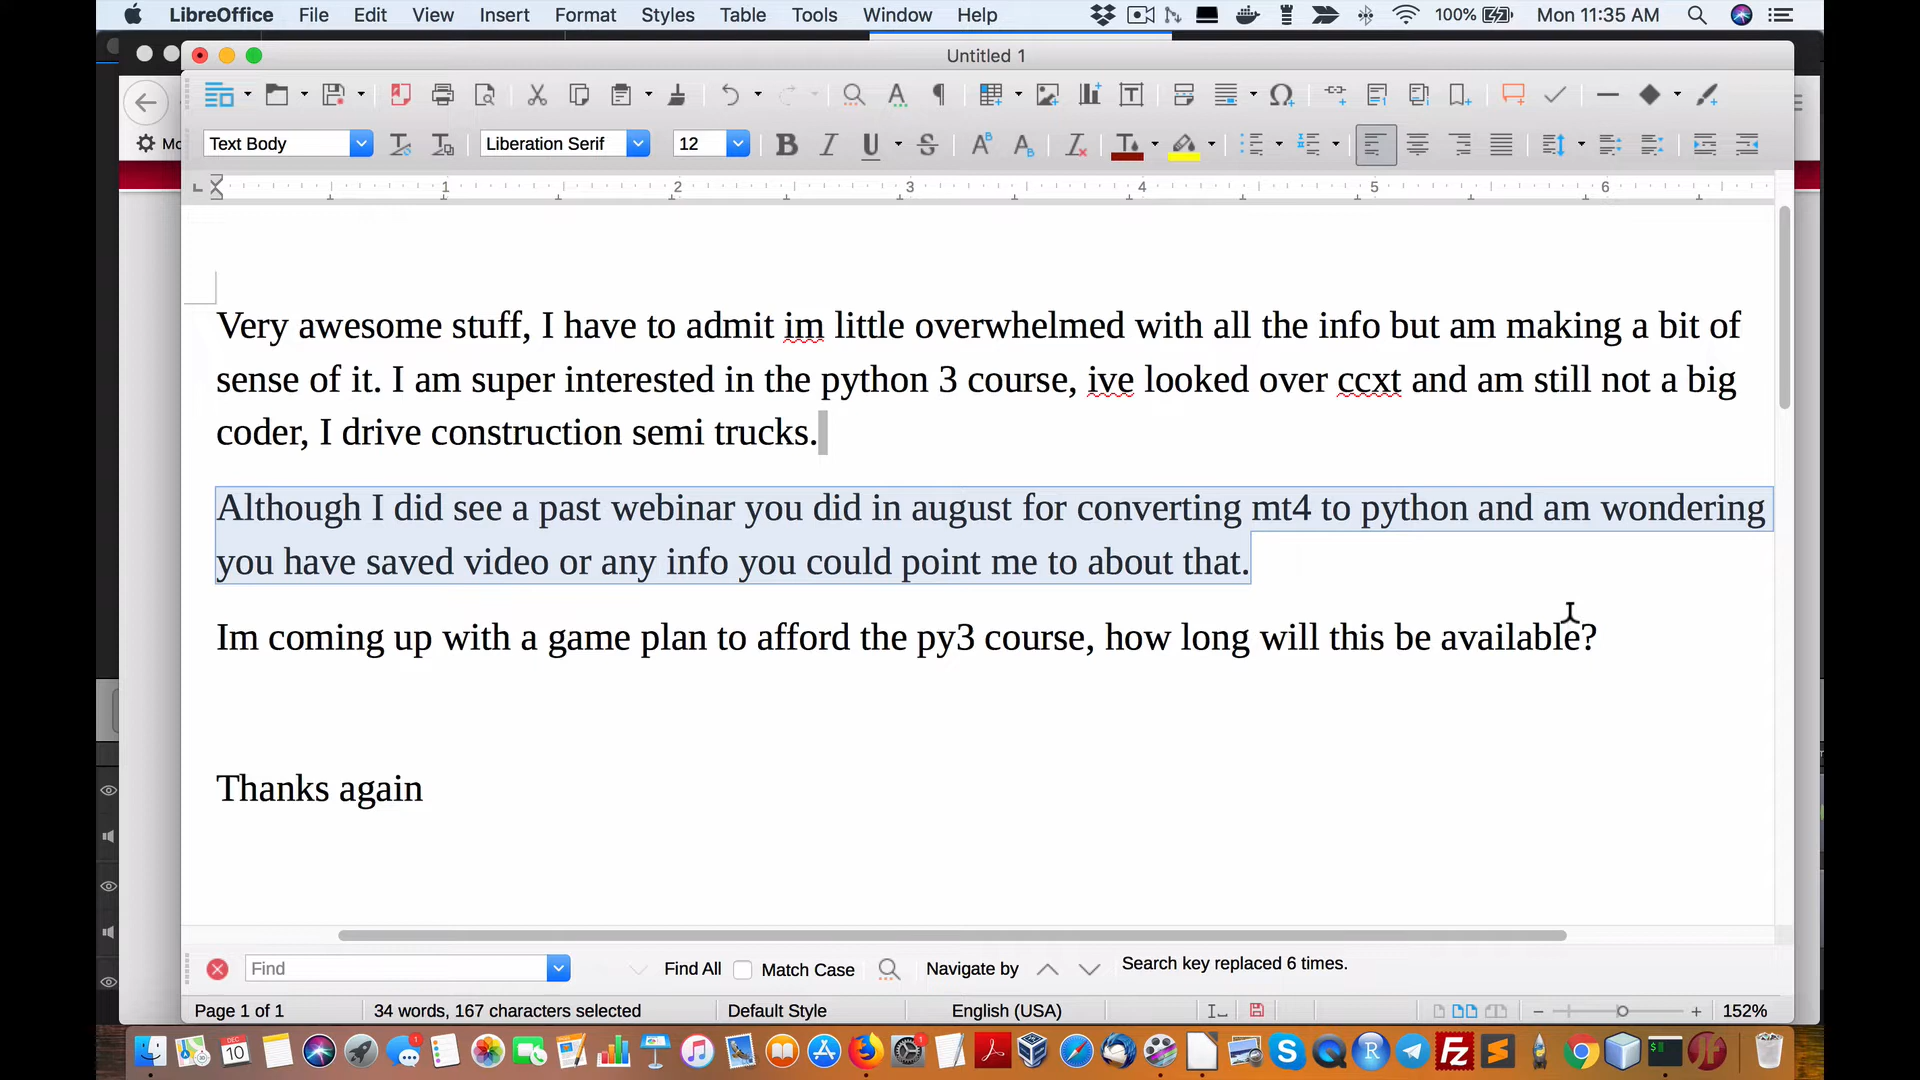 LibreOffice File Edit View Insert Format Styles Table Tools Window Help 100% Mon 11:35 AM
Untitled 1
Mo Text Body Liberation Serif 12
1 2 3 4 5 6
Very awesome stuff, I have to admit im little overwhelmed with all the info but am making a bit of
sense of it. I am super interested in the python 3 course, ive looked over ccxt and am still not a big
coder, I drive construction semi trucks.
Although I did see a past webinar you did in august for converting mt4 to python and am wondering
you have saved video or any info you could point me to about that.
Im coming up with a game plan to afford the py3 course, how long will this be available?
Thanks again
Find Find All Match Case Navigate by Search key replaced 6 times.
Page 1 of 1 34 words, 167 characters selected Default Style English (USA) 152%